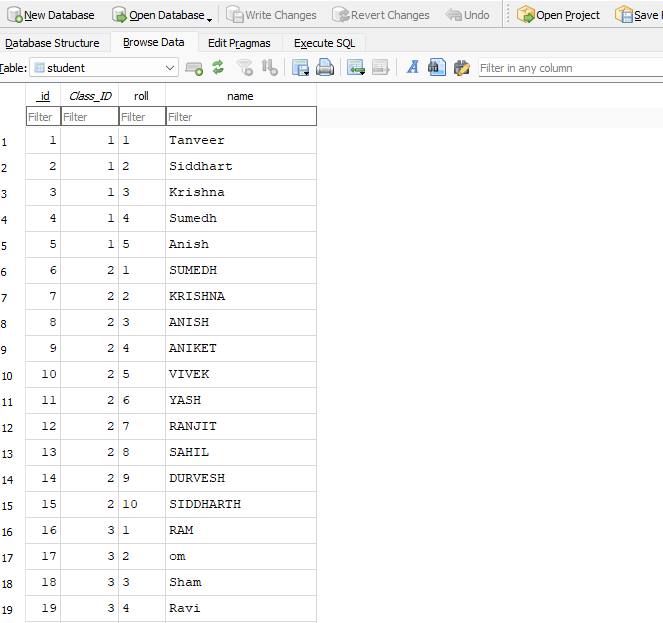 New Database Open Database Write Changes Revert Changes Undo Open Project Save
Database Structure Browse Data Edit Pragmas Execute SQL
Table: student Filter in any column
_id Class_ID roll name
Filter Filter Filter Filter
1 1 1 1 Tanveer
2 2 1 2 Siddhart
3 3 1 3 Krishna
4 4 1 4 Sumedh
5 5 1 5 Anish
6 6 2 1 SUMEDH
7 7 2 2 KRISHNA
8 8 2 3 ANISH
9 9 2 4 ANIKET
10 10 2 5 VIVEK
11 11 2 6 YASH
12 12 2 7 RANJIT
13 13 2 8 SAHIL
14 14 2 9 DURVESH
15 15 2 10 SIDDHARTH
16 16 3 1 RAM
17 17 3 2 om
18 18 3 3 Sham
19 19 3 4 Ravi